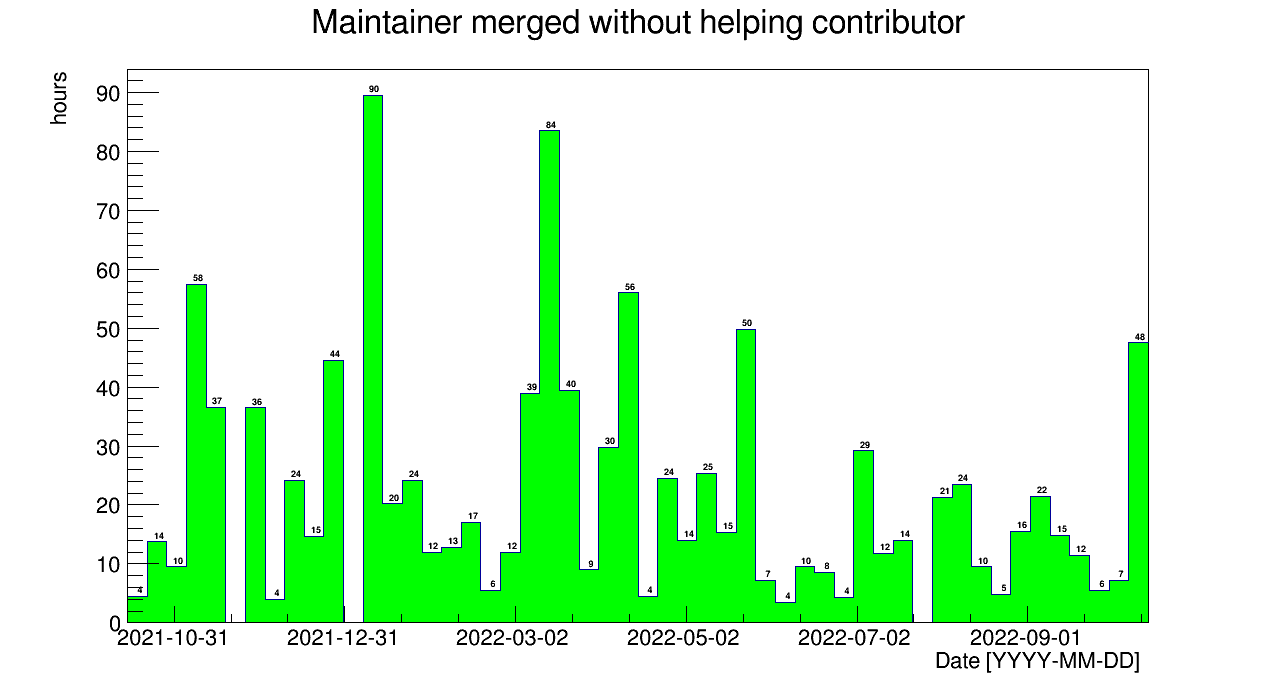 Maintainer merged without helping contributor
hours
90
80
70
60
50
40
30
20
10
0
4 14 10 58 37 36 4 24 15 44 90 20 24 12 13 17 6 12 39 84 40 9 30 56 4 24 14 25 15 50 7 4 10 8 4 29 12 14 21 24 10 5 16 22 15 12 6 7 48
2021-10-31 2021-12-31 2022-03-02 2022-05-02 2022-07-02 2022-09-01
Date [YYYY-MM-DD]